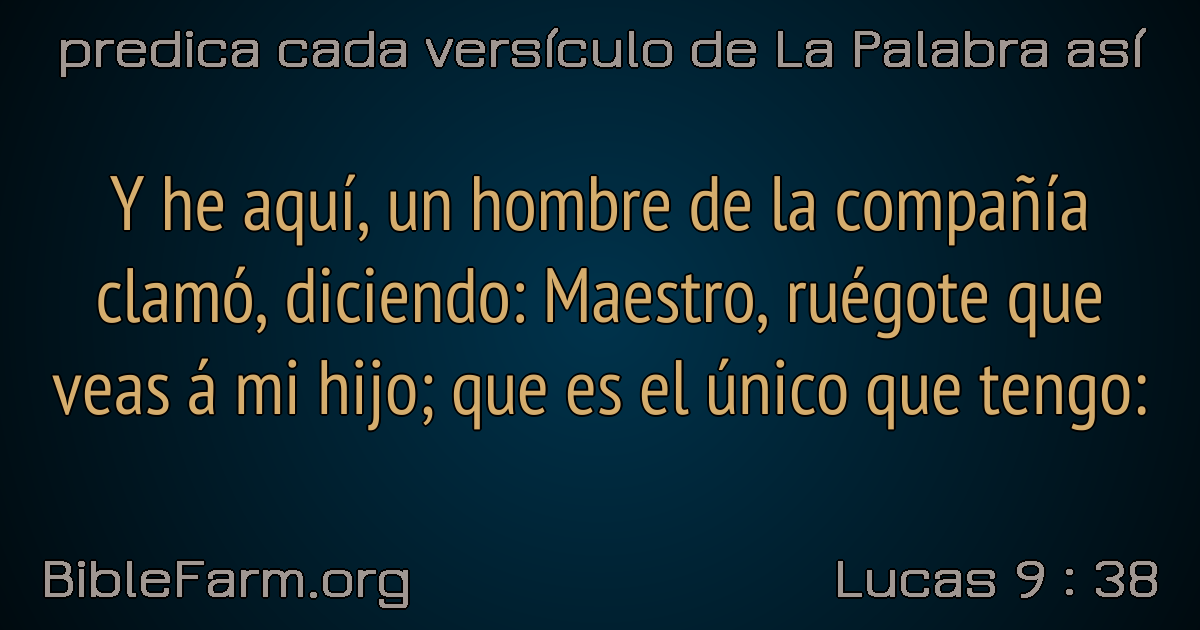 predica cada versículo de La Palabra así
Y he aquí, un hombre de la compañía
clamó, diciendo: Maestro, ruégote que
veas á mi hijo; que es el único que tengo:
BibleFarm.org
Lucas 9 : 38